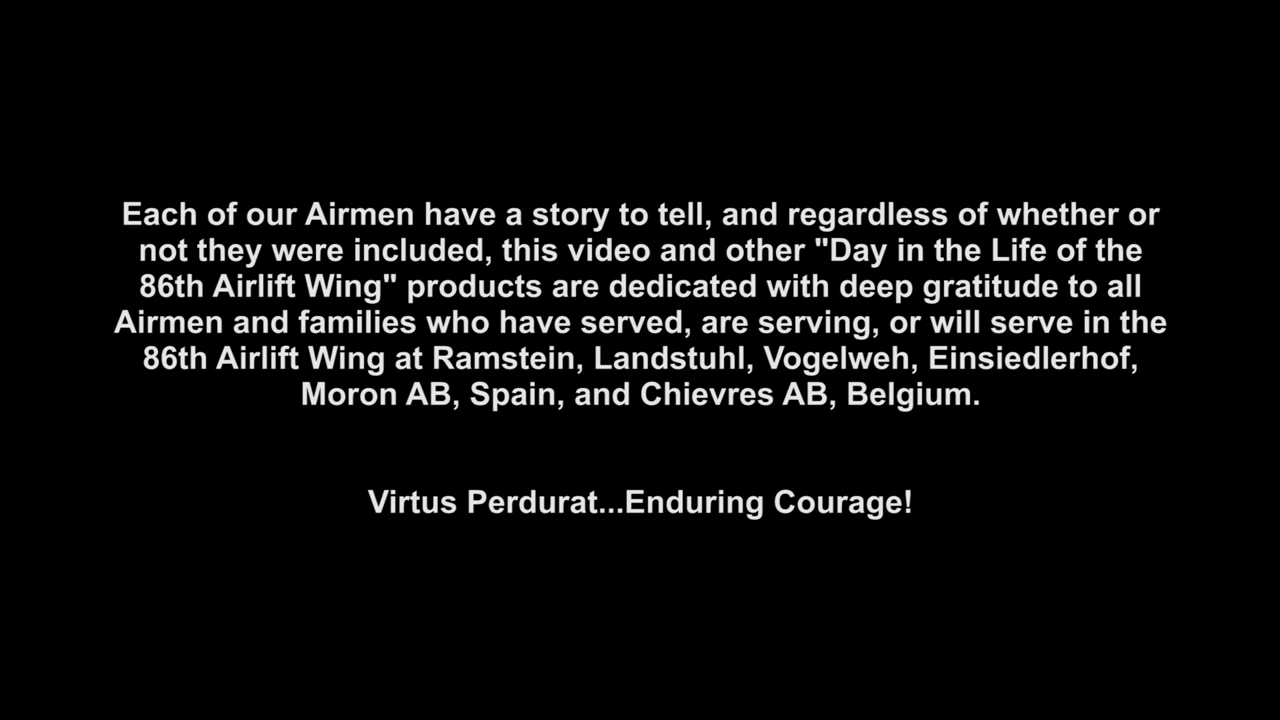 Each of our Airmen have a story to tell, and regardless of whether or
not they were included, this video and other "Day in the Life of the
86th Airlift Wing" products are dedicated with deep gratitude to all
Airmen and families who have served, are serving, or will serve in the
86th Airlift Wing at Ramstein, Landstuhl, Vogelweh, Einsiedlerhof,
Moron AB, Spain, and Chievres AB, Belgium.
Virtus Perdurat...Enduring Courage!